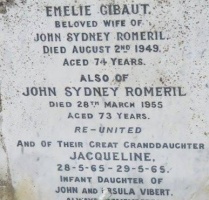 EMELIE GIBAUT.
BELOVED WIFE OF
JOHN SYDNEY ROMERIL.
DIED AUGUST 2ND 1949.
AGED 74 YEARS.
ALSO OF
JOHN SYDNEY ROMERIL
DIED 28TH MARCH 1955
AGED 73 YEARS.
RE-UNITED
AND OF THEIR GREAT GRANDDAUGHTER
JACQUELINE,
28-5-65 - 29-5-65.
INFANT DAUGHTER OF
JOHN AND URSULA VIBERT.